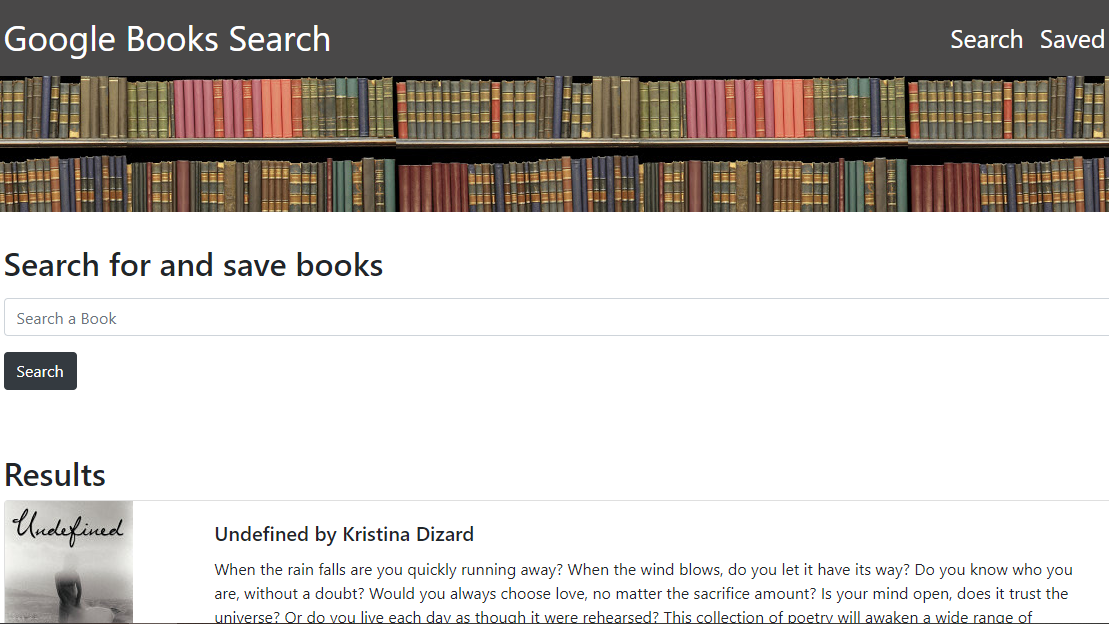 Google Books Search
Search Saved
Search for and save books
Search a Book
Search
Results
Undefined
Undefined by Kristina Dizard
When the rain falls are you quickly running away? When the wind blows, do you let it have its way? Do you know who you
are, without a doubt? Would you always choose love, no matter the sacrifice amount? Is your mind open, does it trust the
universe? Or do you live each day as though it were rehearsed? This collection of poetry will awaken a wide range of